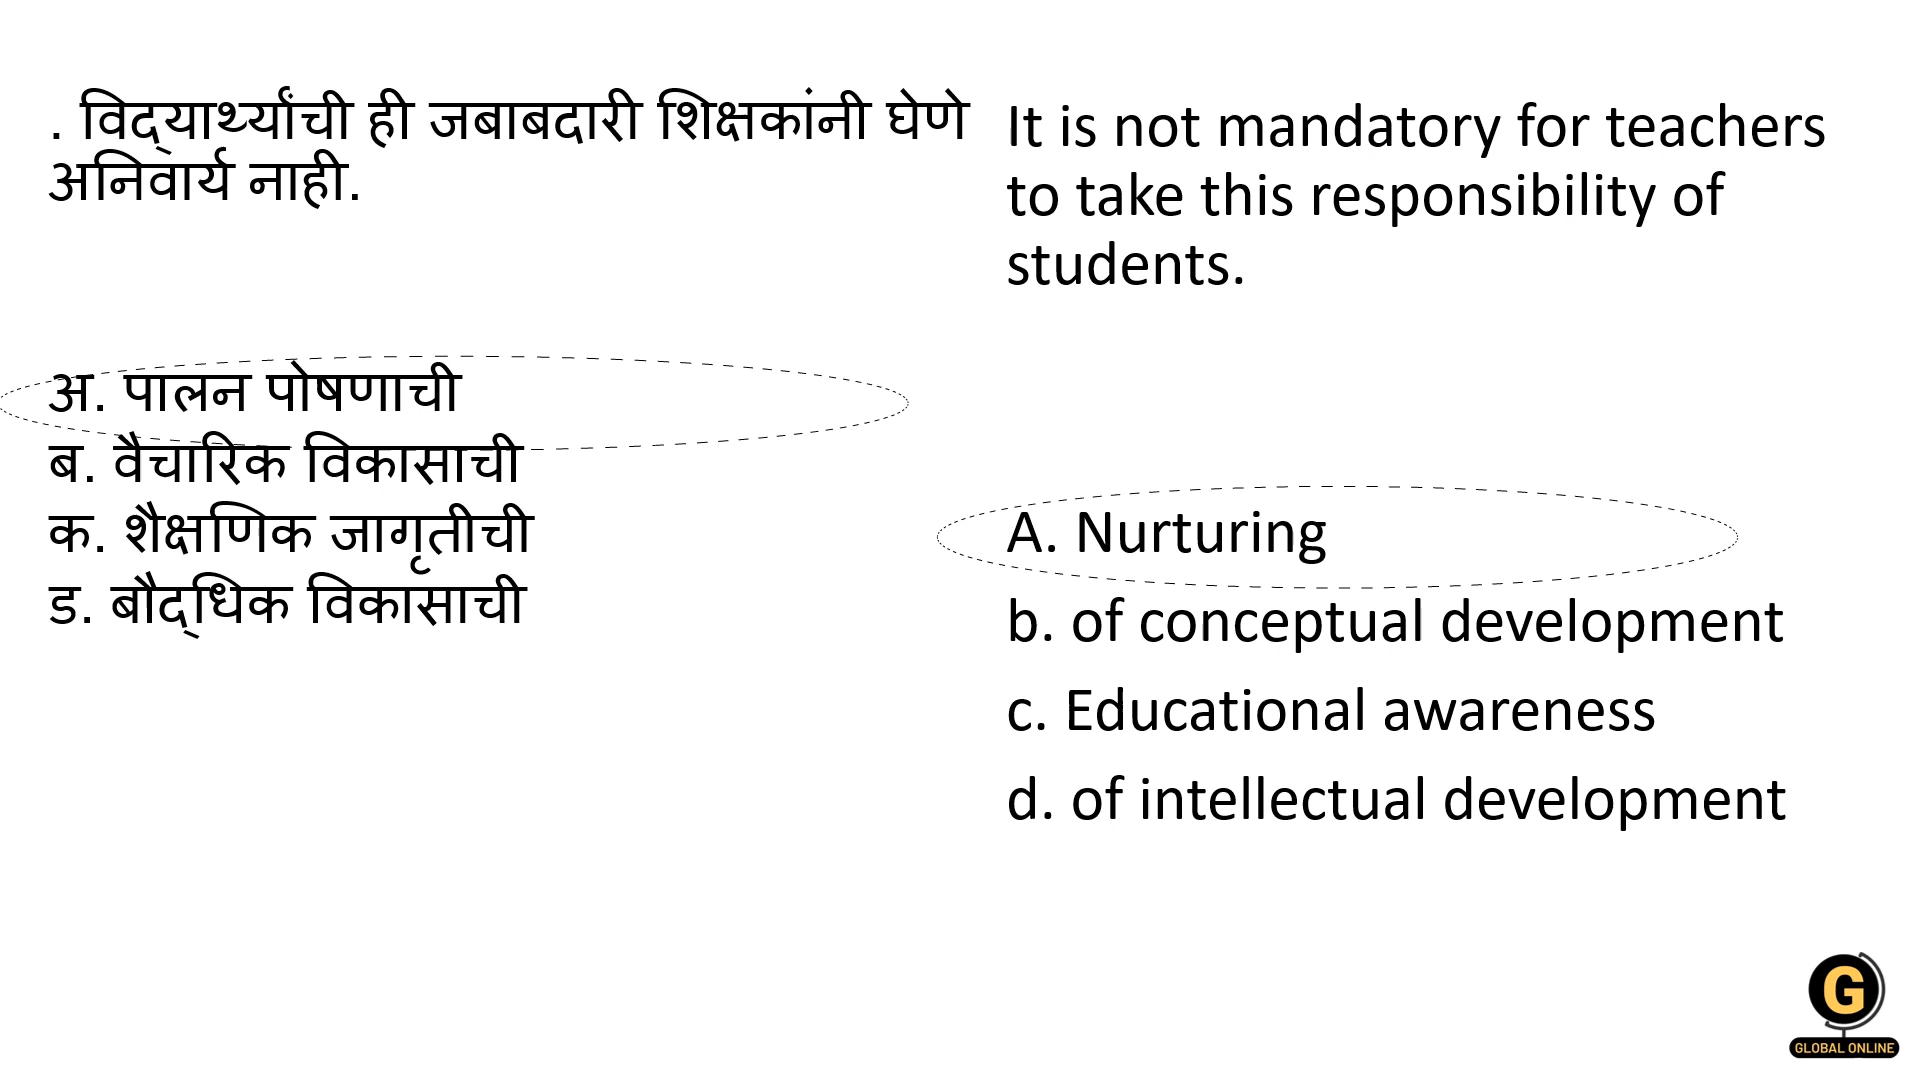 . विद्यार्थ्यांची ही जबाबदारी शिक्षकांनी घेणे
अनिवार्य नाही.
अ. पालन पोषणाची
ब. वैचारिक विकासाची
क. शैक्षणिक जागृतीची
ड. बौद्धिक विकासाची
It is not mandatory for teachers
to take this responsibility of
students.
A. Nurturing
b. of conceptual development
c. Educational awareness
d. of intellectual development
G
GLOBAL ONLINE